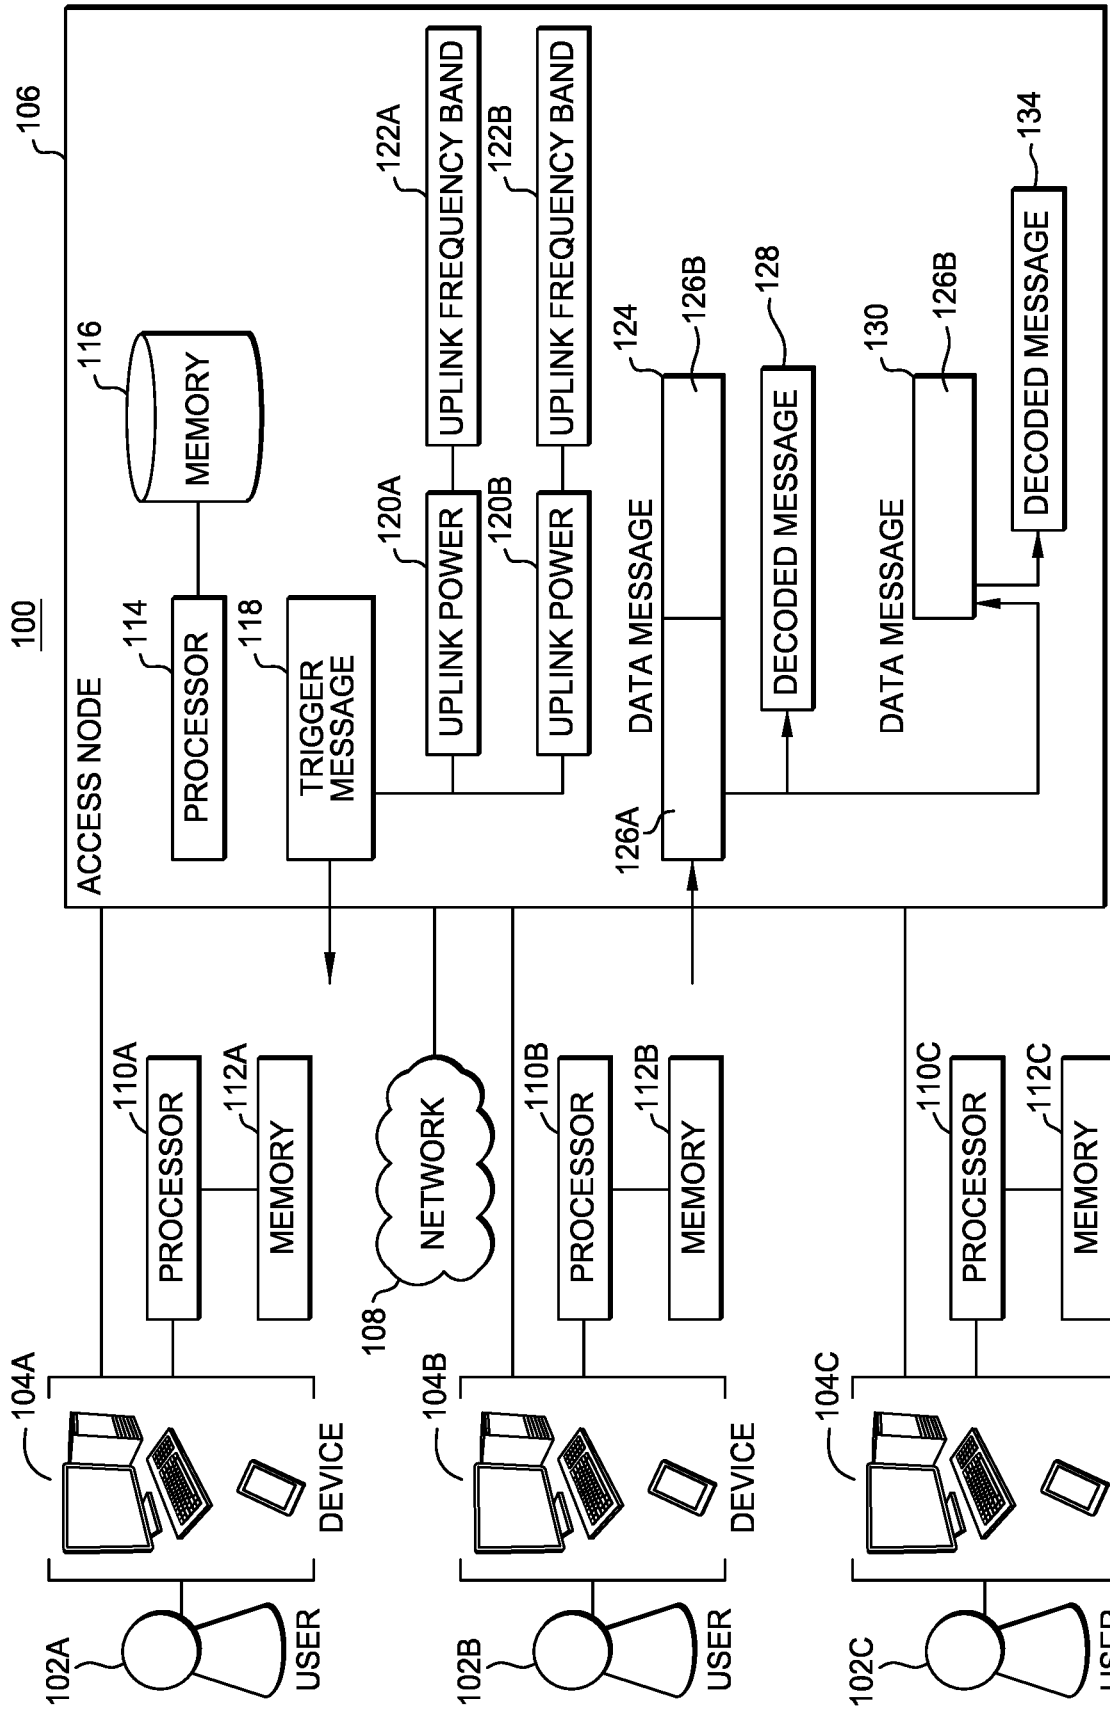 100
106
ACCESS NODE
114
PROCESSOR
116
MEMORY
118
TRIGGER
MESSAGE
120A
UPLINK POWER
122A
UPLINK FREQUENCY BAND
120B
UPLINK POWER
122B
UPLINK FREQUENCY BAND
DATA MESSAGE
124
126A
126B
128
DECODED MESSAGE
DATA MESSAGE
130
126B
134
DECODED MESSAGE
102A
USER
104A
DEVICE
110A
PROCESSOR
112A
MEMORY
108
NETWORK
102B
USER
104B
DEVICE
110B
PROCESSOR
112B
MEMORY
102C
USER
104C
110C
PROCESSOR
112C
MEMORY